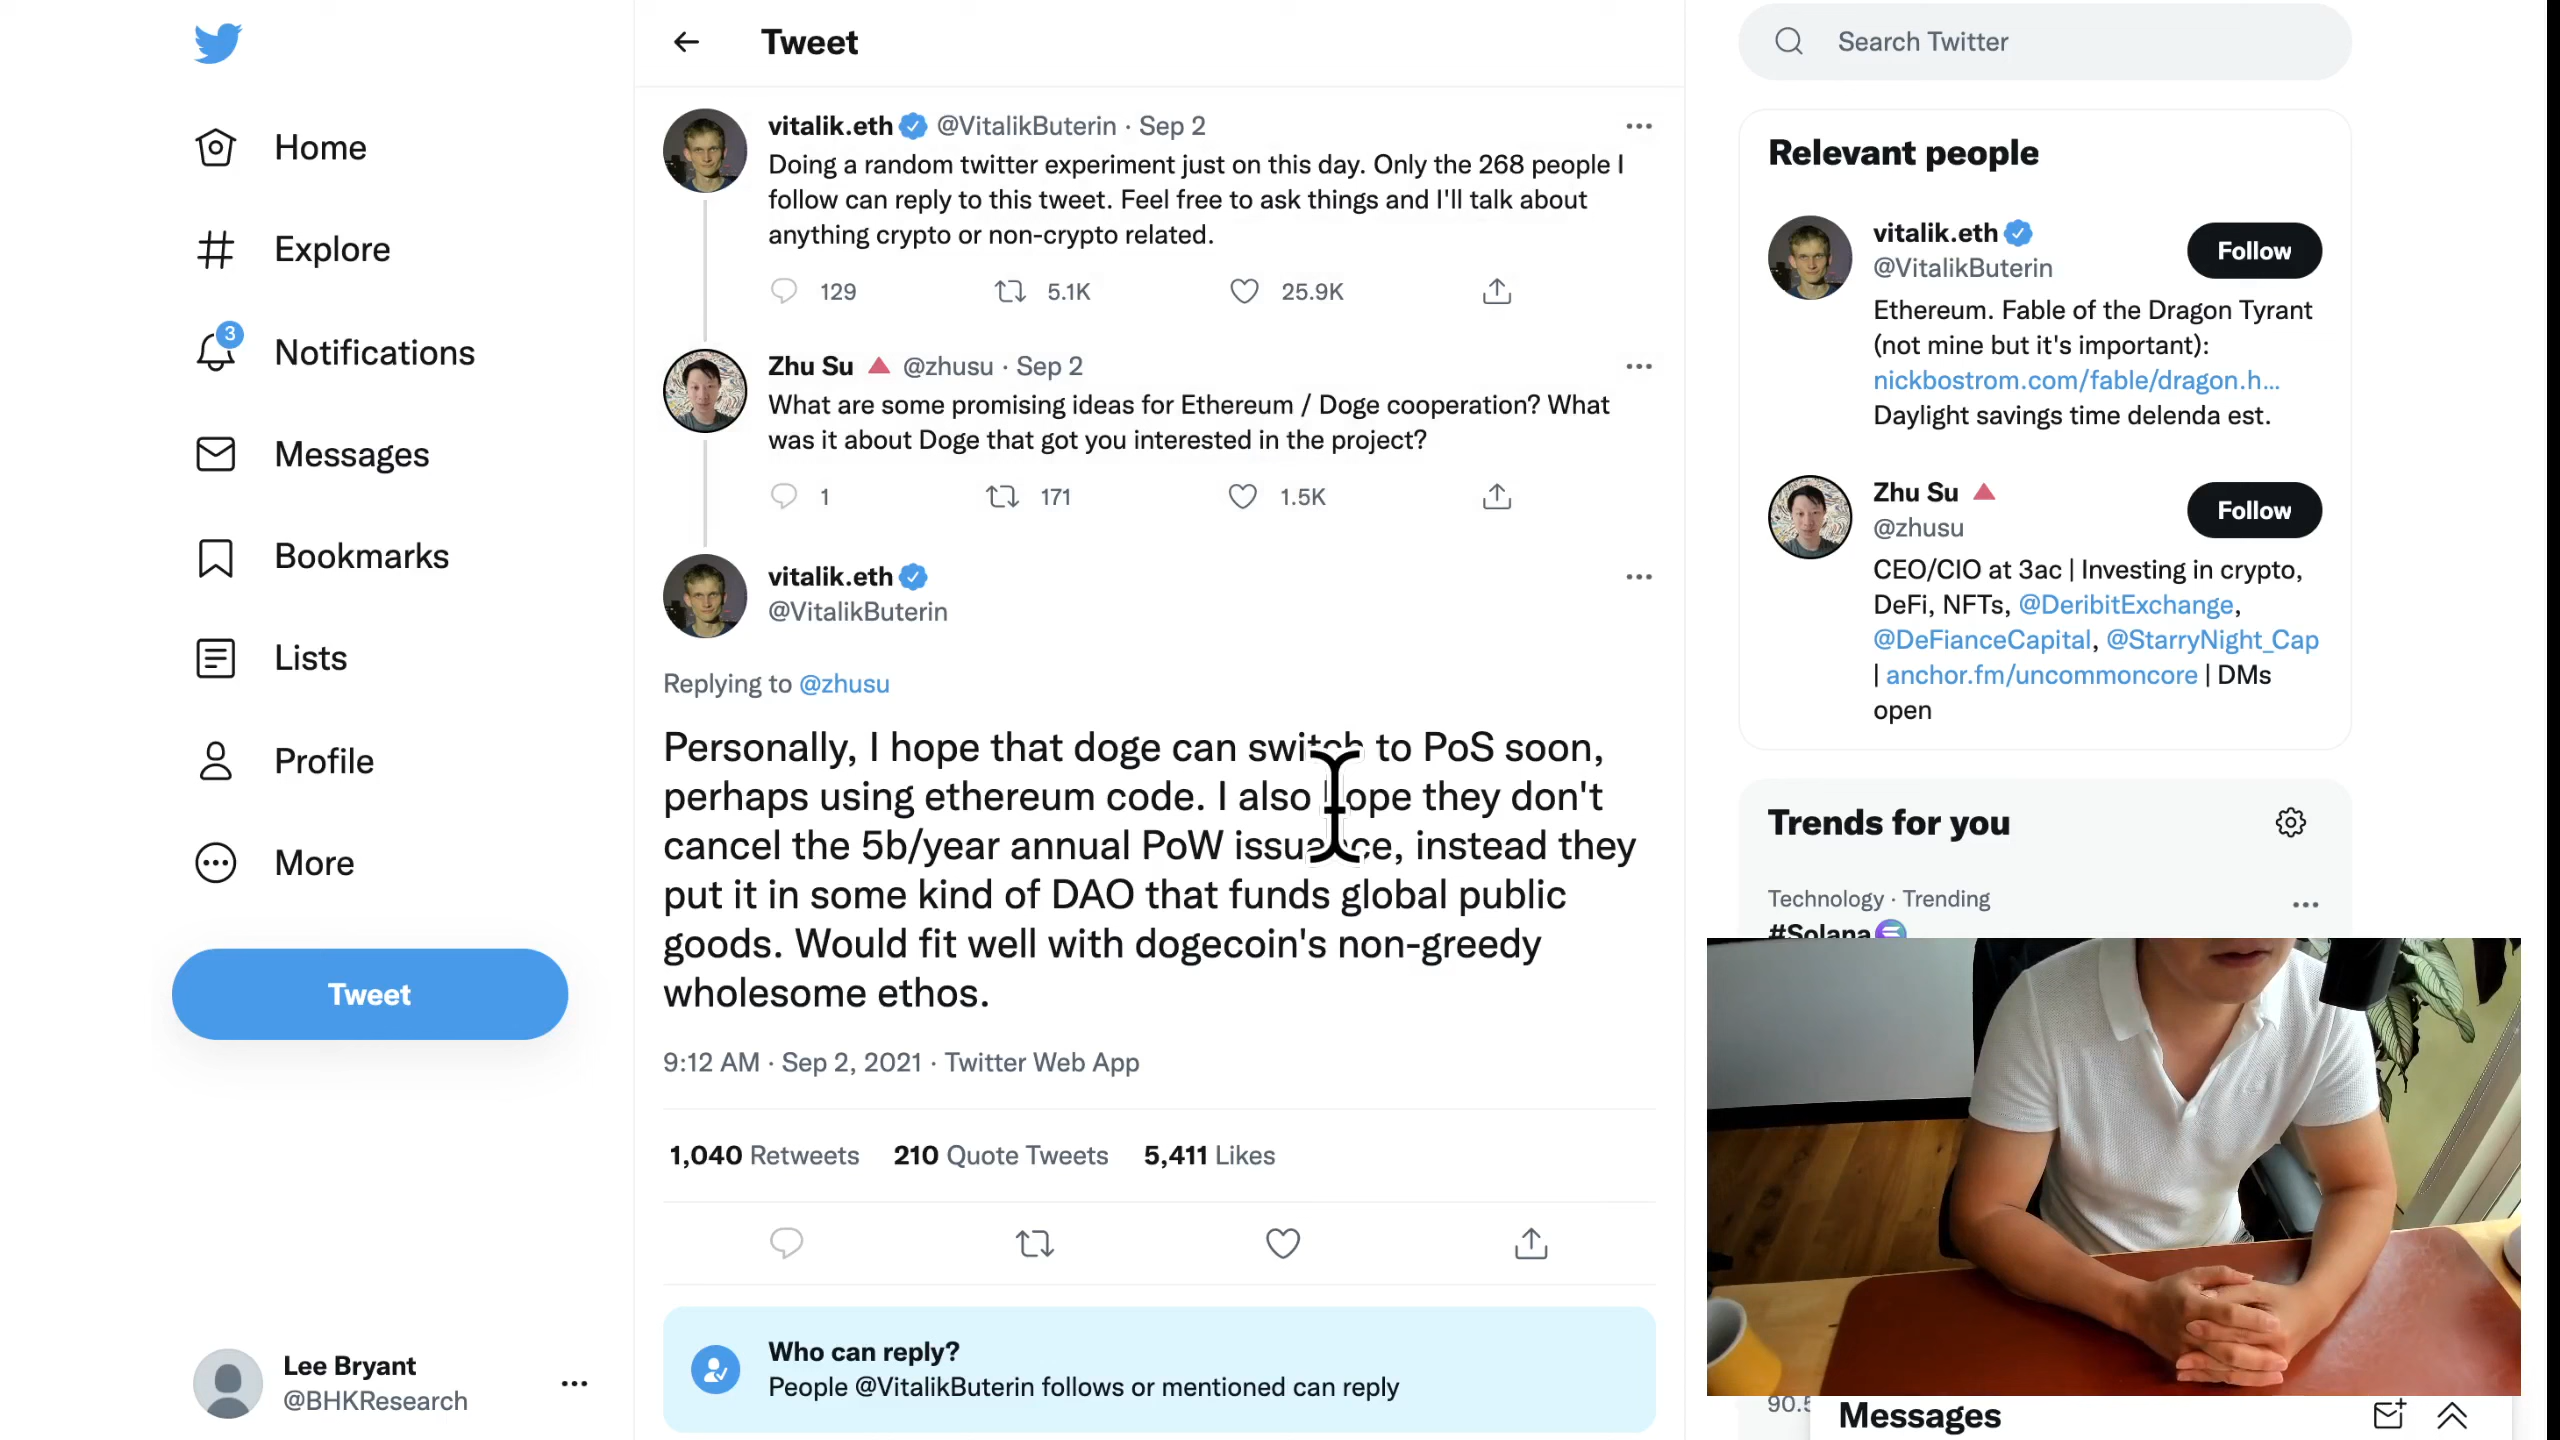 Home
Explore
3
Notifications
Messages
Bookmarks
Lists
Profile
More
Tweet
Lee Bryant
@BHKResearch
Tweet
vitalik.eth @VitalikButerin · Sep 2
Doing a random twitter experiment just on this day. Only the 268 people I
follow can reply to this tweet. Feel free to ask things and I'll talk about
anything crypto or non-crypto related.
129 5.1K 25.9K
Zhu Su @zhusu · Sep 2
What are some promising ideas for Ethereum / Doge cooperation? What
was it about Doge that got you interested in the project?
1 171 1.5K
vitalik.eth
@VitalikButerin
Replying to @zhusu
Personally, I hope that doge can switch to PoS soon,
perhaps using ethereum code. I also hope they don't
cancel the 5b/year annual PoW issuance, instead they
put it in some kind of DAO that funds global public
goods. Would fit well with dogecoin's non-greedy
wholesome ethos.
9:12 AM · Sep 2, 2021 · Twitter Web App
1,040 Retweets 210 Quote Tweets 5,411 Likes
Who can reply?
People @VitalikButerin follows or mentioned can reply
Search Twitter
Relevant people
vitalik.eth
@VitalikButerin
Follow
Ethereum. Fable of the Dragon Tyrant
(not mine but it's important):
nickbostrom.com/fable/dragon.h...
Daylight savings time delenda est.
Zhu Su
@zhusu
Follow
CEO/CIO at 3ac | Investing in crypto,
DeFi, NFTs, @DeribitExchange,
@DeFianceCapital, @StarryNight_Cap
| anchor.fm/uncommoncore | DMs
open
Trends for you
Technology · Trending
#Solana
Messages